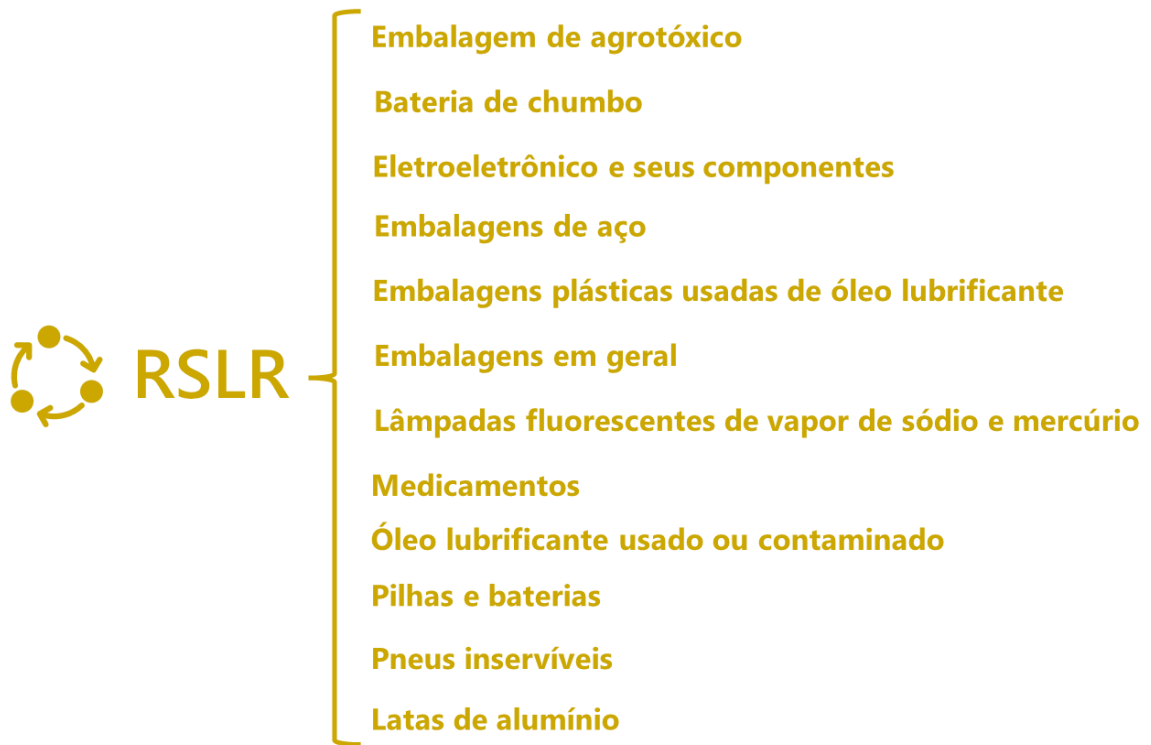 RSLR
Embalagem de agrotóxico
Bateria de chumbo
Eletroeletrônico e seus componentes
Embalagens de aço
Embalagens plásticas usadas de óleo lubrificante
Embalagens em geral
Lâmpadas fluorescentes de vapor de sódio e mercúrio
Medicamentos
Óleo lubrificante usado ou contaminado
Pilhas e baterias
Pneus inservíveis
Latas de alumínio